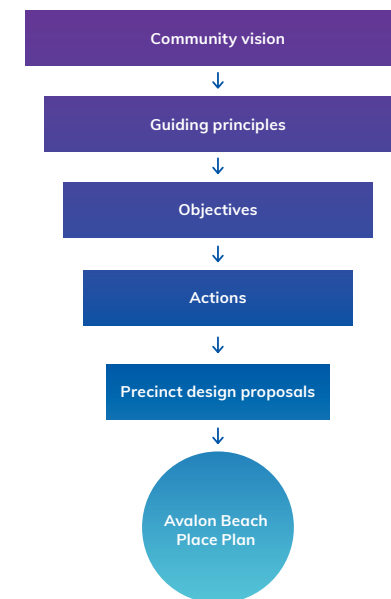 Community vision
Guiding principles
Objectives
Actions
Precinct design proposals
Avalon Beach
Place Plan